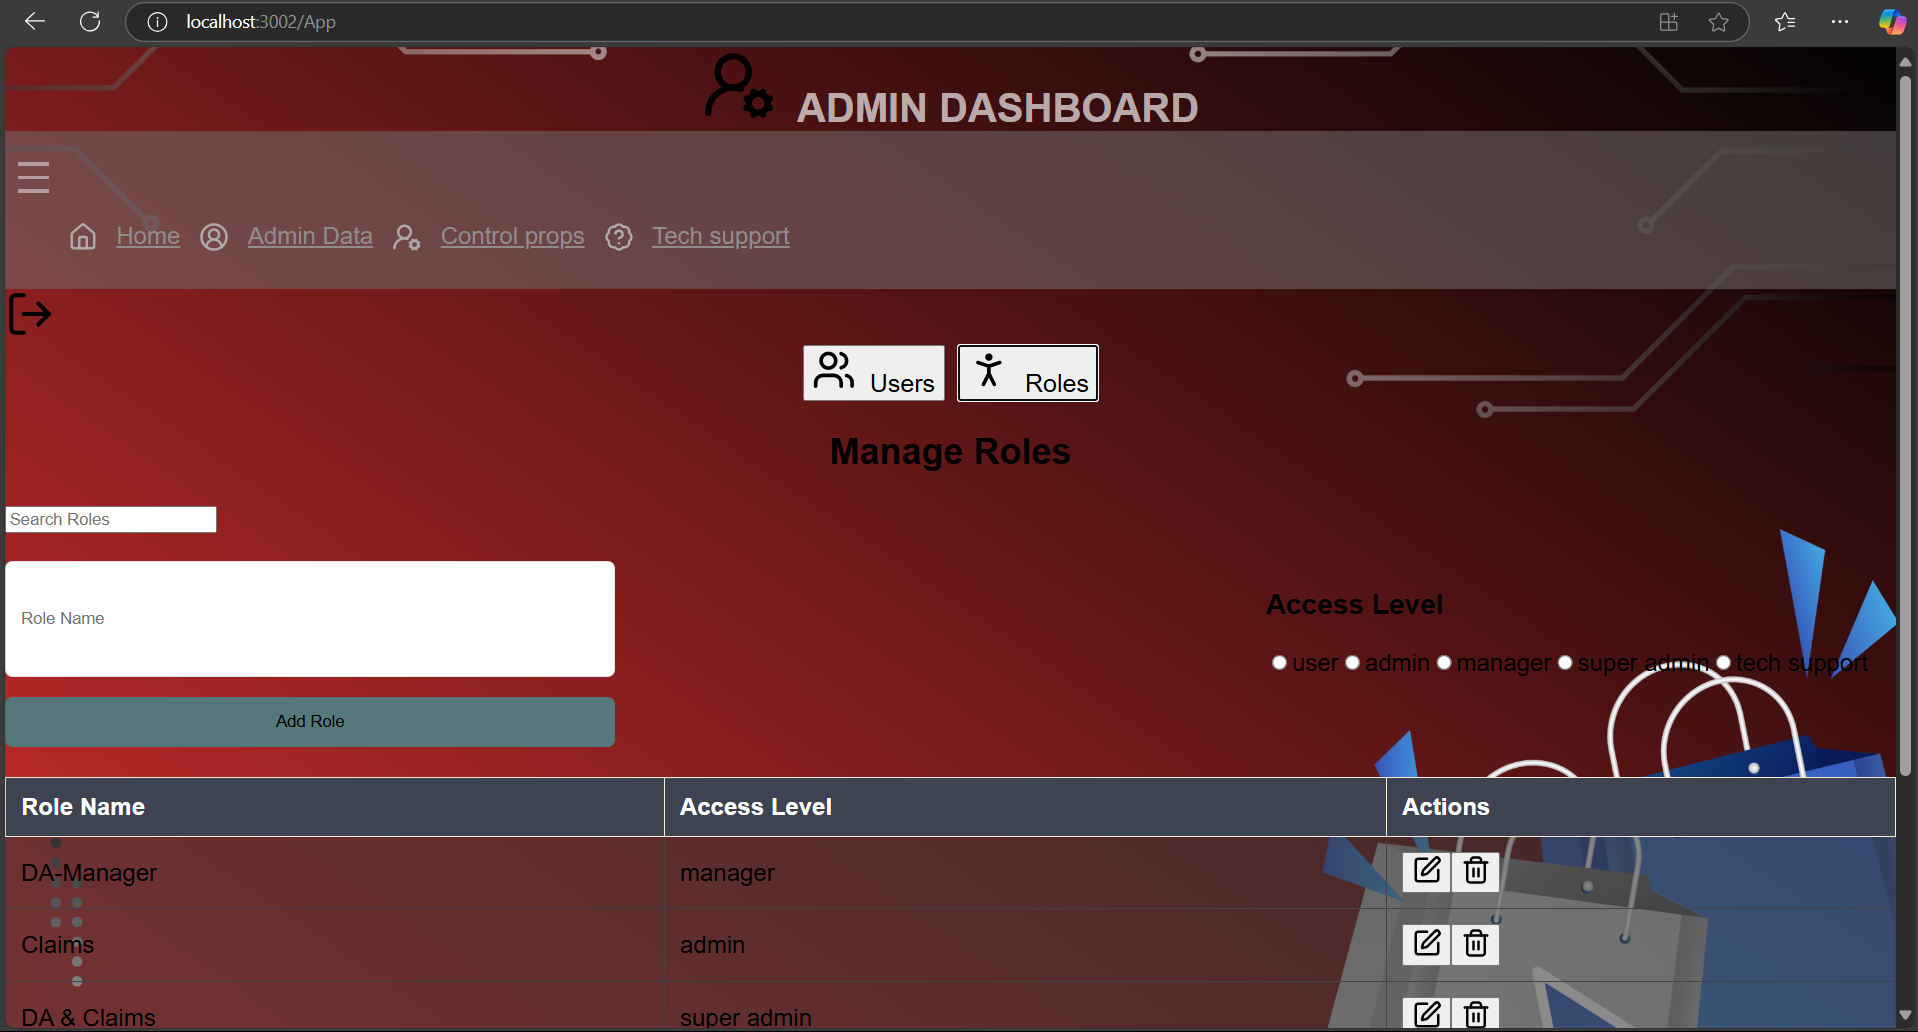 localhost:3002/App
ADMIN DASHBOARD
Home Admin Data Control props Tech support
Users Roles
Manage Roles
Search Roles
Role Name
Access Level
user admin manager super admin tech support
Add Role
Role Name Access Level Actions
DA-Manager manager
Claims admin
DA & Claims super admin